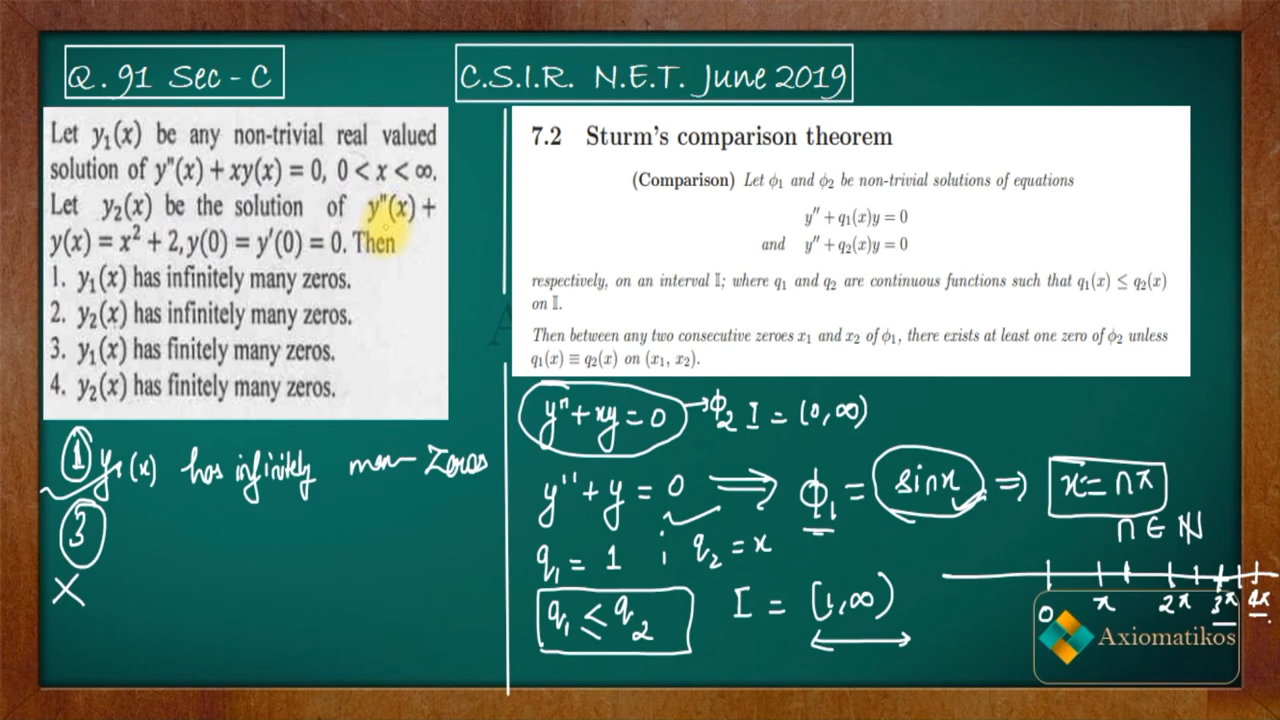 Q. 91 Sec - C
C.S.I.R. N.E.T. June 2019
Let y₁(x) be any non-trivial real valued
solution of y"(x) + xy(x) = 0, 0 < x < ∞.
Let y₂(x) be the solution of y"(x) +
y(x) = x² + 2, y(0) = y'(0) = 0. Then
1. y₁(x) has infinitely many zeros.
2. y₂(x) has infinitely many zeros.
3. y₁(x) has finitely many zeros.
4. y₂(x) has finitely many zeros.
① y₁(x) has infinitely man Zeros
③
×
7.2 Sturm's comparison theorem
(Comparison) Let ϕ₁ and ϕ₂ be non-trivial solutions of equations
y″ + q₁(x)y = 0
and y″ + q₂(x)y = 0
respectively, on an interval 𝕀; where q₁ and q₂ are continuous functions such that q₁(x) ≤ q₂(x)
on 𝕀.
Then between any two consecutive zeroes x₁ and x₂ of ϕ₁, there exists at least one zero of ϕ₂ unless
q₁(x) ≡ q₂(x) on (x₁, x₂).
y'' + xy = 0 → ϕ₂ I = (0,∞)
y'' + y = 0 ⟹ ϕ₁ = sinx ⟹ x = nπ
n ∈ ℕ
q₁ = 1 ; q₂ = x
q₁ ≤ q₂ I = [1,∞)
0 π 2π 3π 4π
Axiomatikos